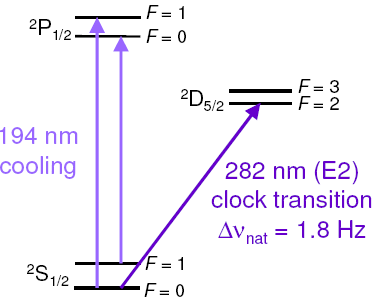 ²P₁/₂
F = 1
F = 0
²D₅/₂
F = 3
F = 2
194 nm
cooling
282 nm (E2)
clock transition
Δνnat = 1.8 Hz
²S₁/₂
F = 1
F = 0